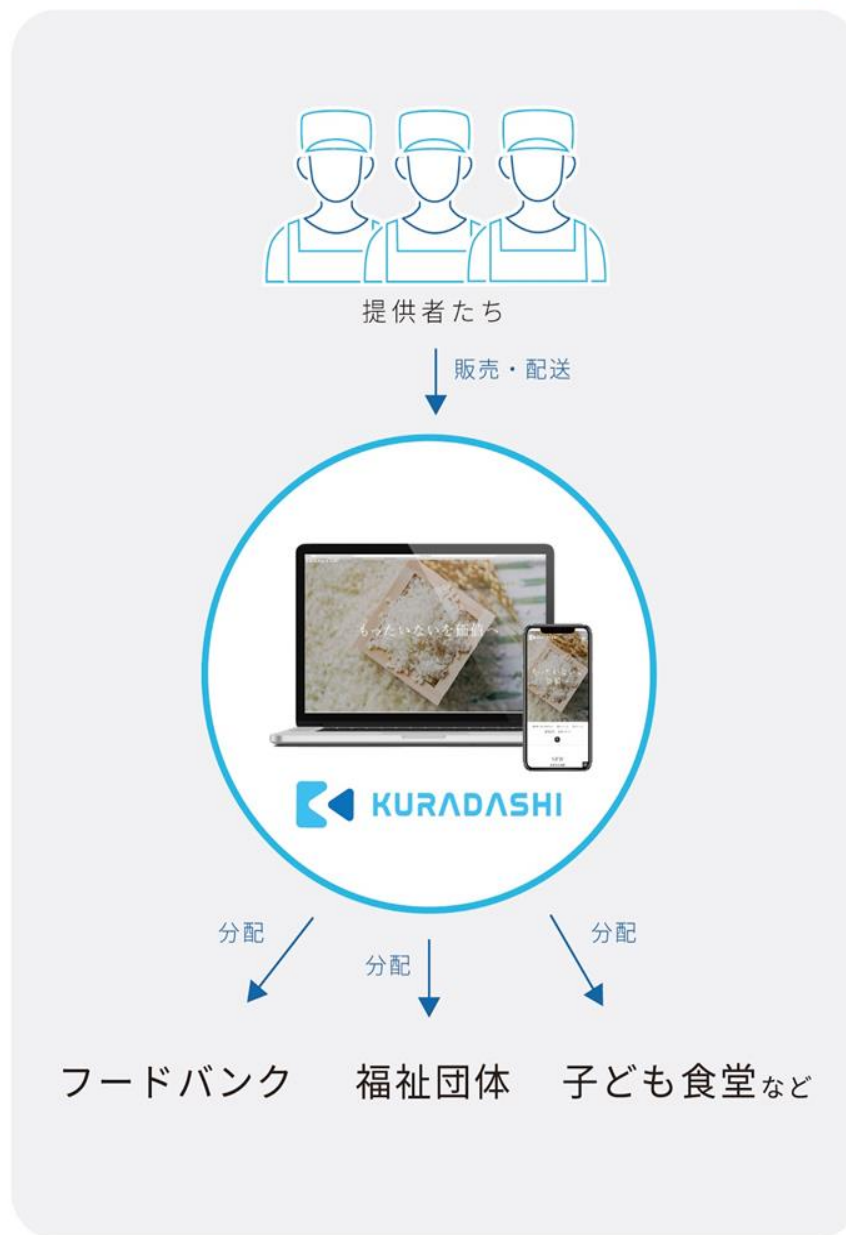 提供者たち
販売・配送
もったいないを価値へ
KURADASHI
分配
分配
分配
フードバンク
福祉団体
子ども食堂など